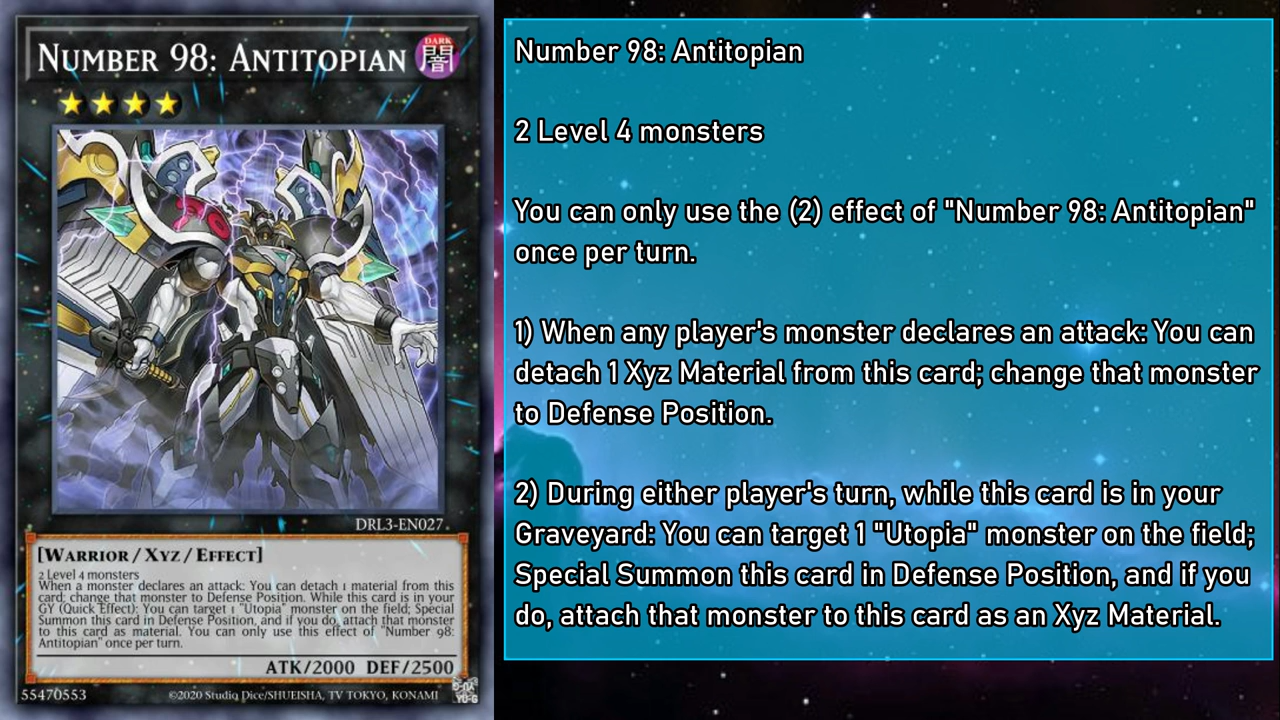 NUMBER 98: ANTITOPIAN
DARK
闇
DRL3-EN027
[WARRIOR / XYZ / EFFECT]
2 Level 4 monsters
When a monster declares an attack: You can detach 1 material from this
card; change that monster to Defense Position. While this card is in your
GY (Quick Effect): You can target 1 "Utopia" monster on the field; Special
Summon this card in Defense Position, and if you do, attach that monster
to this card as material. You can only use this effect of "Number 98:
Antitopian" once per turn.
ATK/2000 DEF/2500
55470553
©2020 Studio Dice/SHUEISHA, TV TOKYO, KONAMI
Number 98: Antitopian
2 Level 4 monsters
You can only use the (2) effect of "Number 98: Antitopian"
once per turn.
1) When any player's monster declares an attack: You can
detach 1 Xyz Material from this card; change that monster
to Defense Position.
2) During either player's turn, while this card is in your
Graveyard: You can target 1 "Utopia" monster on the field;
Special Summon this card in Defense Position, and if you
do, attach that monster to this card as an Xyz Material.